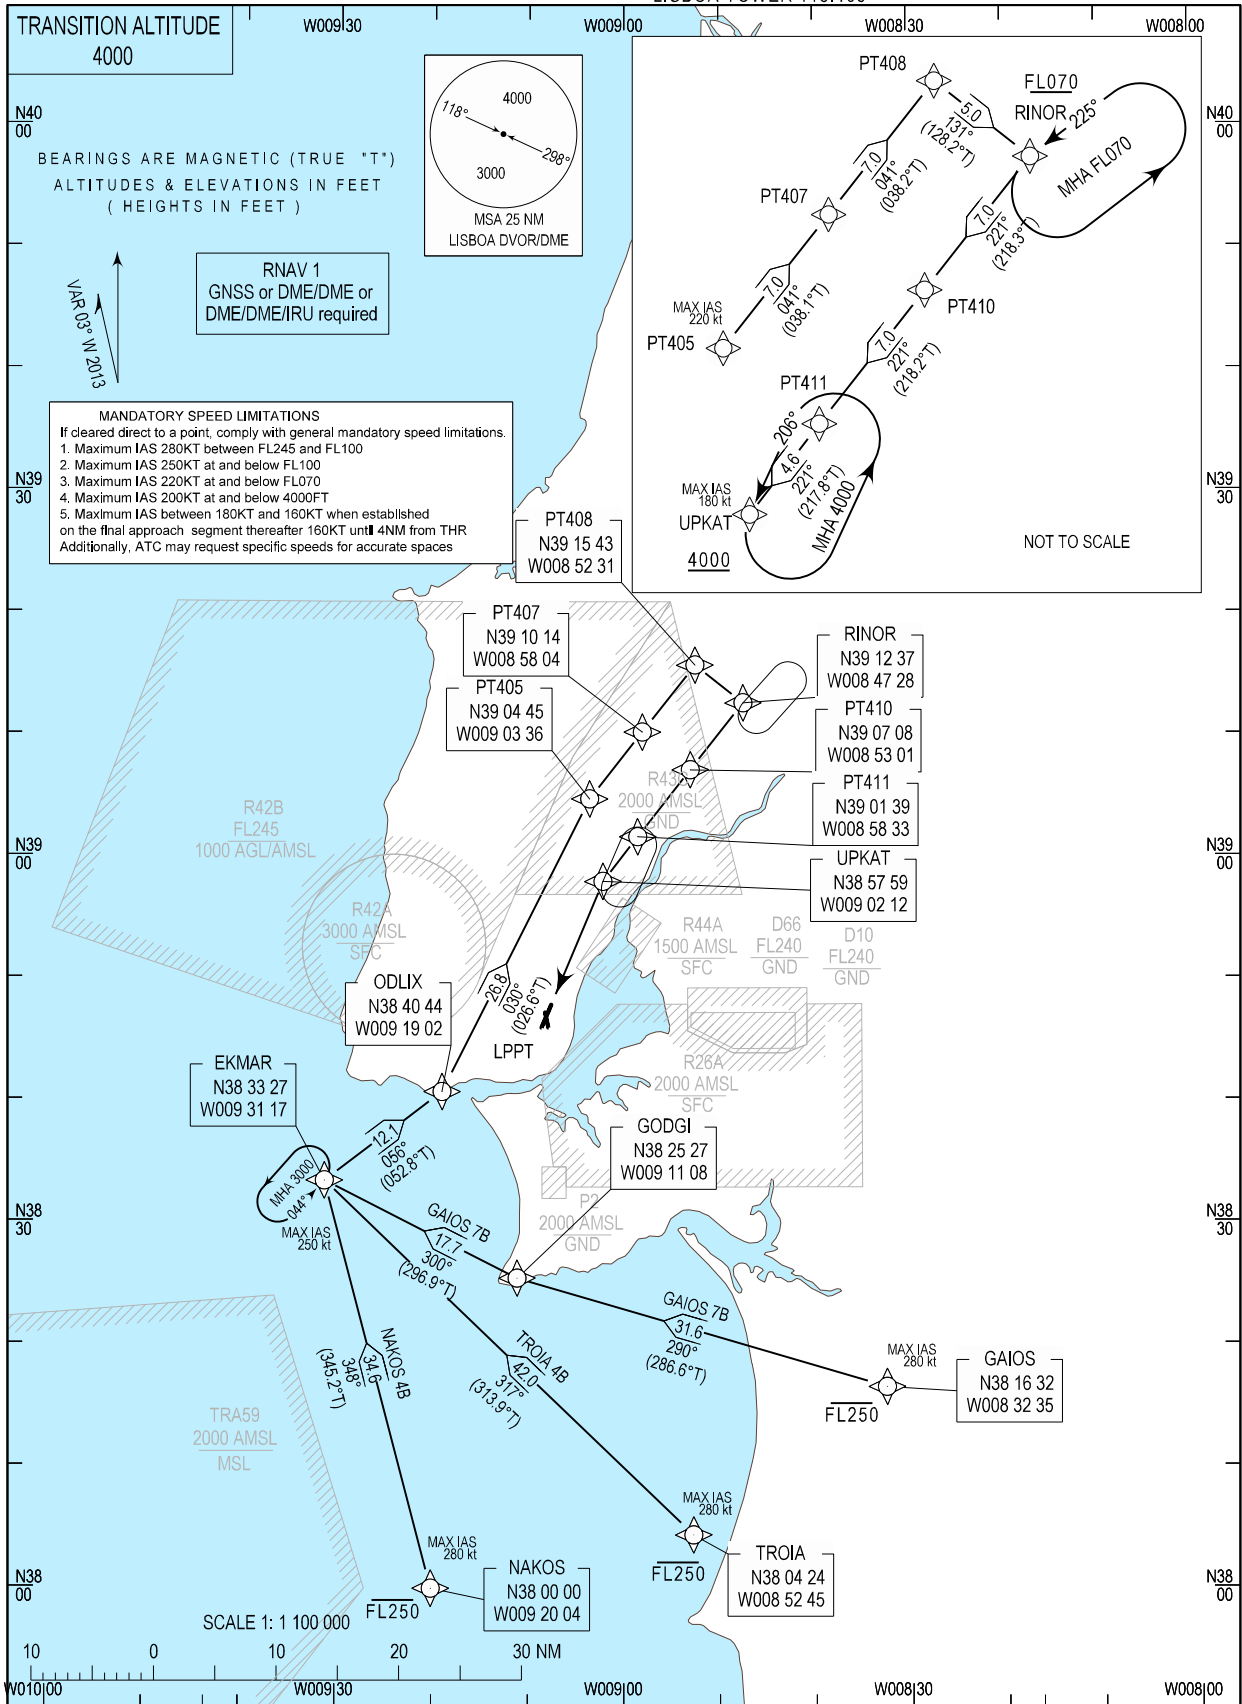 TRANSITION ALTITUDE
4000
W009 30
W009 00
W008 30
W008 00
N40
00
N40
00
BEARINGS ARE MAGNETIC (TRUE "T")
ALTITUDES & ELEVATIONS IN FEET
( HEIGHTS IN FEET )
4000
118°
298°
3000
MSA 25 NM
LISBOA DVOR/DME
VAR 03° W 2013
RNAV 1
GNSS or DME/DME or
DME/DME/IRU required
MANDATORY SPEED LIMITATIONS
If cleared direct to a point, comply with general mandatory speed limitations.
1. Maximum IAS 280KT between FL245 and FL100
2. Maximum IAS 250KT at and below FL100
3. Maximum IAS 220KT at and below FL070
4. Maximum IAS 200KT at and below 4000FT
5. Maximum IAS between 180KT and 160KT when established
on the final approach segment thereafter 160KT until 4NM from THR
Additionally, ATC may request specific speeds for accurate spaces
PT408
FL070
RINOR
225°
MHA FL070
5.0
131°
(128.2°T)
7.0
041°
(038.2°T)
PT407
7.0
221°
(218.3°T)
7.0
041°
(038.1°T)
MAX IAS
220 kt
PT405
PT410
7.0
221°
(218.2°T)
PT411
206°
4.6
221°
(217.8°T)
MHA 4000
MAX IAS
180 kt
UPKAT
4000
NOT TO SCALE
N39
30
N39
30
PT408
N39 15 43
W008 52 31
PT407
N39 10 14
W008 58 04
PT405
N39 04 45
W009 03 36
RINOR
N39 12 37
W008 47 28
PT410
N39 07 08
W008 53 01
PT411
N39 01 39
W008 58 33
UPKAT
N38 57 59
W009 02 12
2000 AMSL
GND
R42B
FL245
1000 AGL/AMSL
N39
00
N39
00
R42A
3000 AMSL
SFC
R44A
1500 AMSL
SFC
D66
FL240
GND
D10
FL240
GND
ODLIX
N38 40 44
W009 19 02
26.8
030°
(026.6°T)
LPPT
EKMAR
N38 33 27
W009 31 17
R26A
2000 AMSL
SFC
GODGI
N38 25 27
W009 11 08
12.1
056°
(052.8°T)
MHA 3000
044°
MAX IAS
250 kt
P2
2000 AMSL
GND
N38
30
N38
30
GAIOS 7B
17.7
300°
(296.9°T)
GAIOS 7B
31.6
290°
(286.6°T)
NAKOS 4B
34.6
348°
(345.2°T)
TROIA 4B
42.0
317°
(313.9°T)
MAX IAS
280 kt
FL250
GAIOS
N38 16 32
W008 32 35
TRA59
2000 AMSL
MSL
MAX IAS
280 kt
FL250
TROIA
N38 04 24
W008 52 45
MAX IAS
280 kt
FL250
NAKOS
N38 00 00
W009 20 04
N38
00
N38
00
SCALE 1: 1 100 000
10 0 10 20 30 NM
W010 00
W009 30
W009 00
W008 30
W008 00